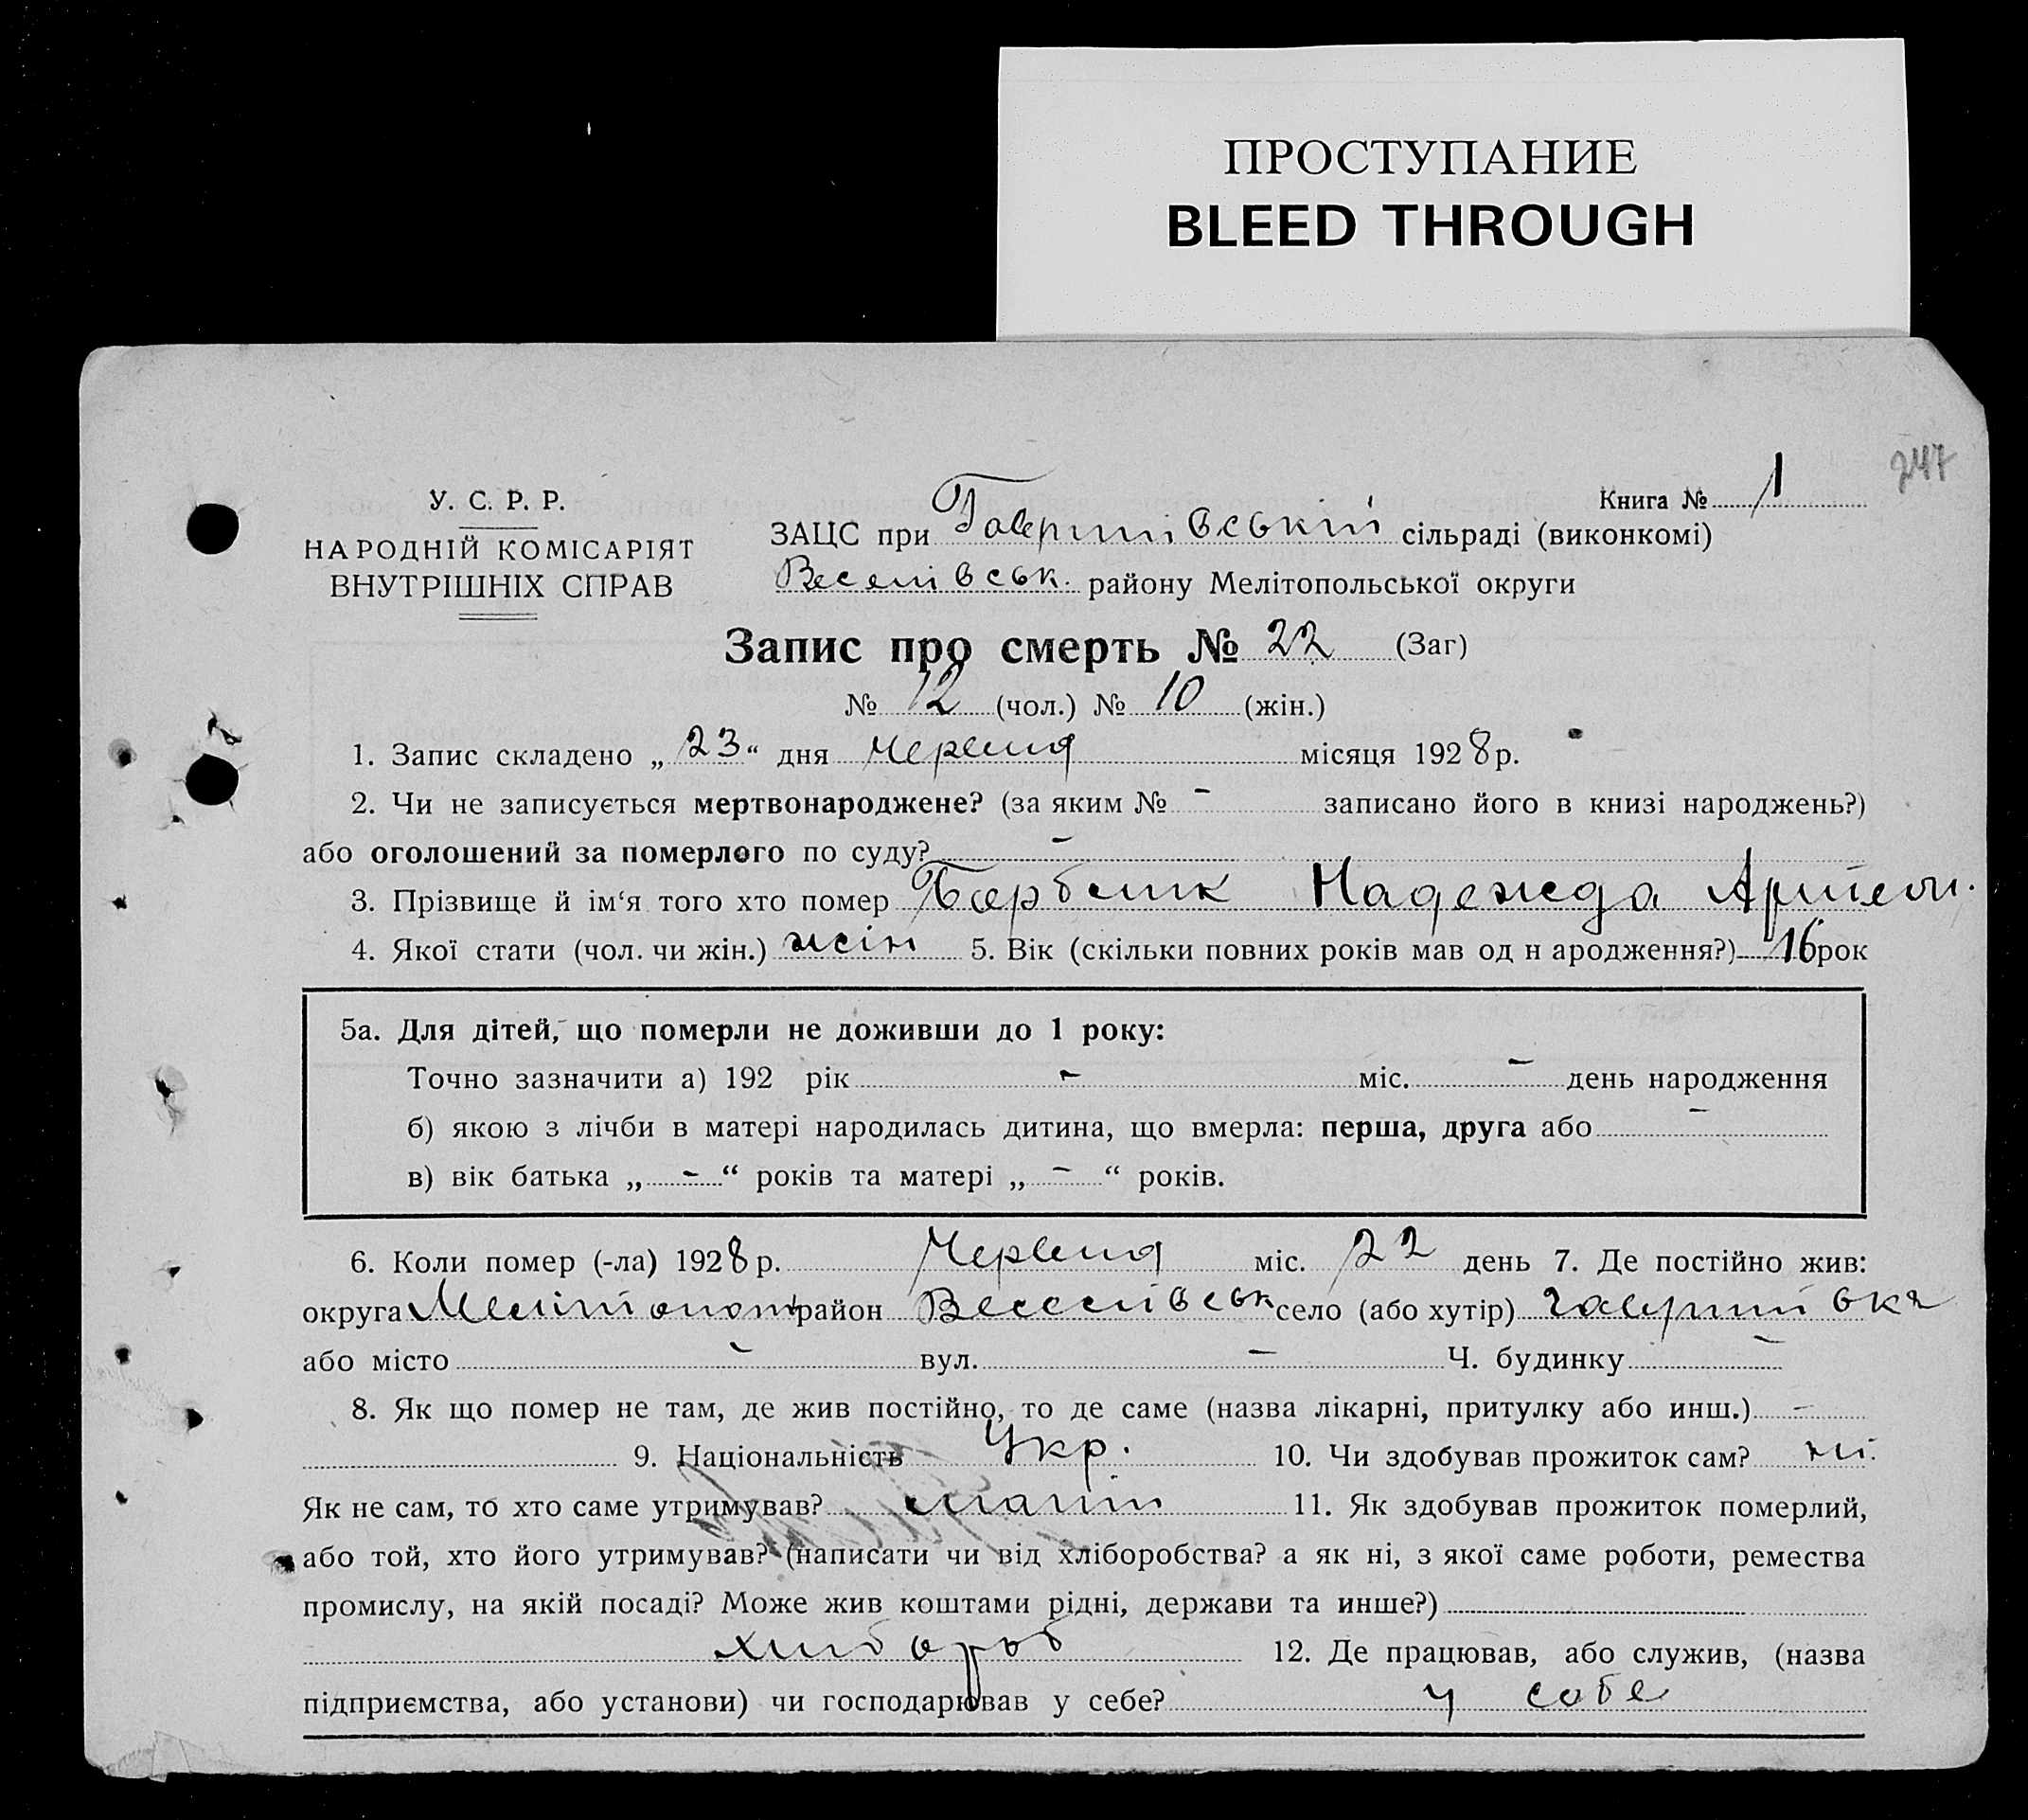 ПРОСТУПАНИЕ
BLEED THROUGH
247
У. С. Р. Р.
НАРОДНІЙ КОМІСАРІЯТ
ВНУТРІШНІХ СПРАВ
Книга № 1
ЗАЦС при Гаврилівській сільраді (виконкомі)
Веселівськ. району Мелітопольської округи
Запис про смерть № 22 (Заг)
№ 12 (чол.) № 10 (жін.)
1. Запис складено „ 23 “ дня Червня місяця 1928 р.
2. Чи не записується мертвонароджене? (за яким № - записано його в книзі народжень?)
або оголошений за померлого по суду? -
3. Прізвище й ім‘я того хто помер Надежда
4. Якої стати (чол. чи жін.) жін 5. Вік (скільки повних років мав од н ародження?) 16 рок
5а. Для дітей, що померли не доживши до 1 року:
Точно зазначити а) 192 рік - міс. - день народження
б) якою з лічби в матері народилась дитина, що вмерла: перша, друга або -
в) вік батька „ - “ років та матері „ - “ років.
6. Коли помер (-ла) 1928 р. Червня міс. 22 день 7. Де постійно жив:
округа Мелітопол район Веселівськ село (або хутір) Гаврилівка
або місто - вул. - Ч. будинку -
8. Як що помер не там, де жив постійно, то де саме (назва лікарні, притулку або инш.) -
9. Національність Укр. 10. Чи здобував прожиток сам? ні.
Як не сам, то хто саме утримував? 11. Як здобував прожиток померлий,
або той, хто його утримував? (написати чи від хліборобства? а як ні, з якої саме роботи, ремества
промислу, на якій посаді? Може жив коштами рідні, держави та инше?)
хлібороб 12. Де працював, або служив, (назва
підприємства, або установи) чи господарював у себе? у себе